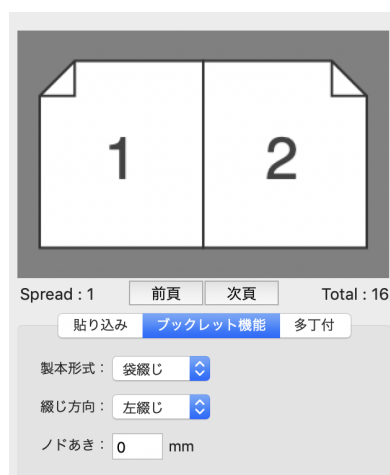 1 2
Spread : 1 前頁 次頁 Total : 16
貼り込み ブックレット機能 多丁付
製本形式： 袋綴じ
綴じ方向： 左綴じ
ノドあき： 0 mm